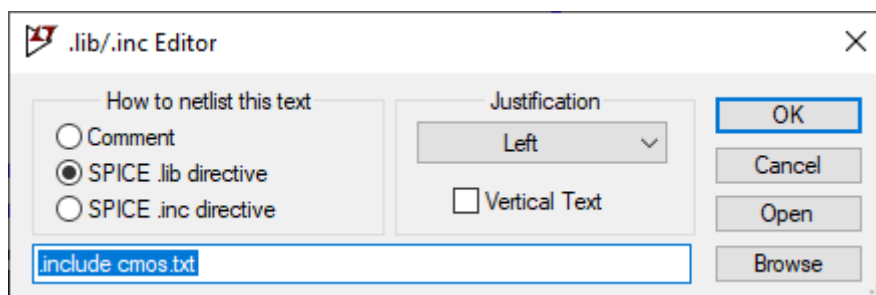 .lib/.inc Editor
How to netlist this text
Comment
SPICE .lib directive
SPICE .inc directive
Justification
Left
Vertical Text
OK
Cancel
Open
Browse
.include cmos.txt